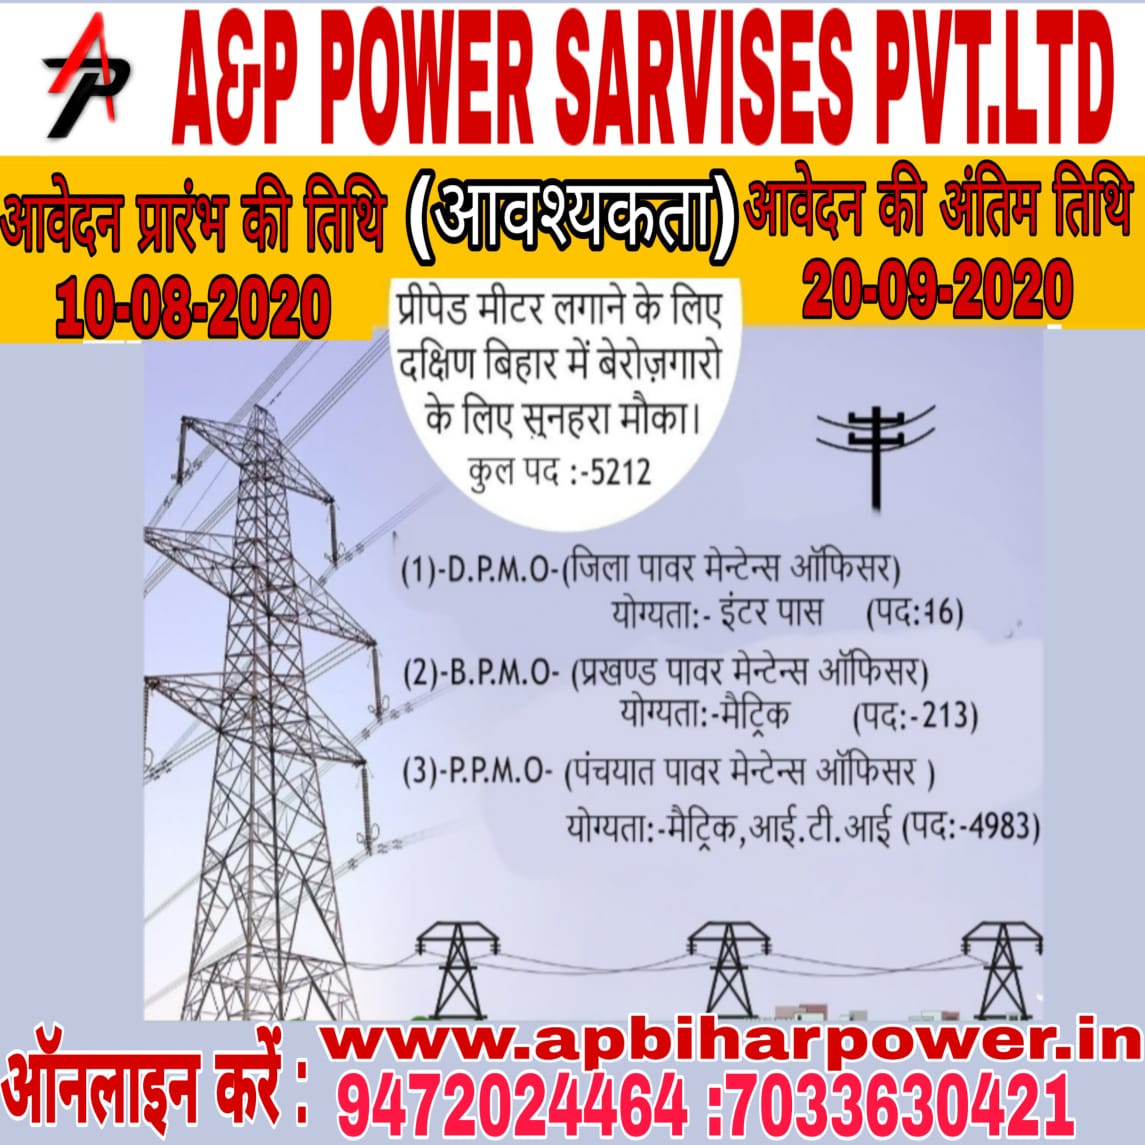 AP
A&P POWER SARVISES PVT.LTD
आवेदन प्रारंभ की तिथि
10-08-2020
(आवश्यकता)
आवेदन की अंतिम तिथि
20-09-2020
प्रीपेड मीटर लगाने के लिए
दक्षिण बिहार में बेरोज़गारो
के लिए सुनहरा मौका।
कुल पद :-5212
(1)-D.P.M.O-(जिला पावर मेन्टेन्स ऑफिसर)
योग्यता:- इंटर पास (पद:-16)
(2)-B.P.M.O- (प्रखण्ड पावर मेन्टेन्स ऑफिसर)
योग्यता:-मैट्रिक (पद:-213)
(3)-P.P.M.O- (पंचयात पावर मेन्टेन्स ऑफिसर )
योग्यता:-मैट्रिक,आई.टी.आई (पद:-4983)
ऑनलाइन करें :
www.apbiharpower.in
9472024464 :7033630421